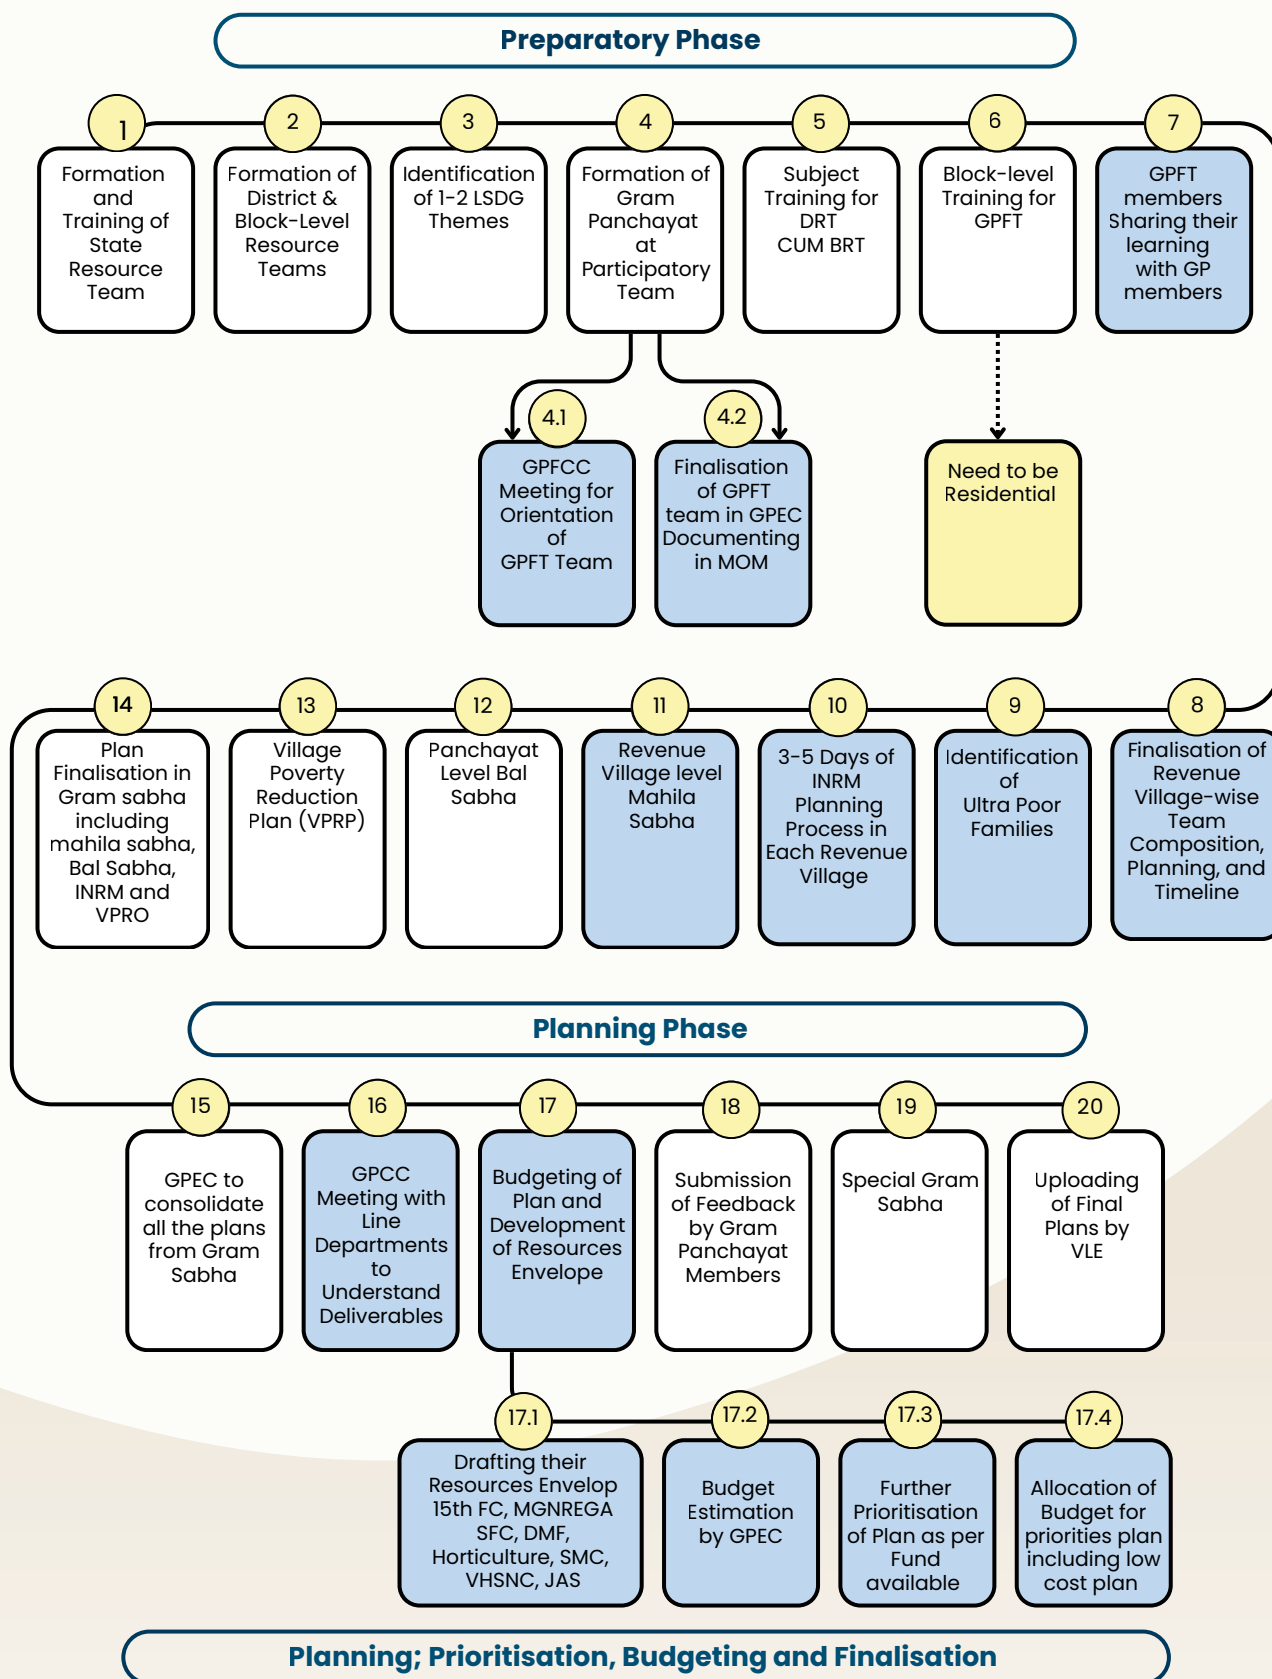 Preparatory Phase
1
Formation
and
Training of
State
Resource
Team
2
Formation of
District &
Block-Level
Resource
Teams
3
Identification
of 1-2 LSDG
Themes
4
Formation of
Gram
Panchayat
at
Participatory
Team
5
Subject
Training for
DRT
CUM BRT
6
Block-level
Training for
GPFT
7
GPFT
members
Sharing their
learning
with GP
members
4.1
GPFCC
Meeting for
Orientation
of
GPFT Team
4.2
Finalisation
of GPFT
team in GPEC
Documenting
in MOM
Need to be
Residential
14
Plan
Finalisation in
Gram sabha
including
mahila sabha,
Bal Sabha,
INRM and
VPRO
13
Village
Poverty
Reduction
Plan (VPRP)
12
Panchayat
Level Bal
Sabha
11
Revenue
Village level
Mahila
Sabha
10
3-5 Days of
INRM
Planning
Process in
Each Revenue
Village
9
Identification
of
Ultra Poor
Families
8
Finalisation of
Revenue
Village-wise
Team
Composition,
Planning, and
Timeline
Planning Phase
15
GPEC to
consolidate
all the plans
from Gram
Sabha
16
GPCC
Meeting with
Line
Departments
to
Understand
Deliverables
17
Budgeting of
Plan and
Development
of Resources
Envelope
18
Submission
of Feedback
by Gram
Panchayat
Members
19
Special Gram
Sabha
20
Uploading
of Final
Plans by
VLE
17.1
Drafting their
Resources Envelop
15th FC, MGNREGA
SFC, DMF,
Horticulture, SMC,
VHSNC, JAS
17.2
Budget
Estimation
by GPEC
17.3
Further
Prioritisation
of Plan as per
Fund
available
17.4
Allocation of
Budget for
priorities plan
including low
cost plan
Planning; Prioritisation, Budgeting and Finalisation